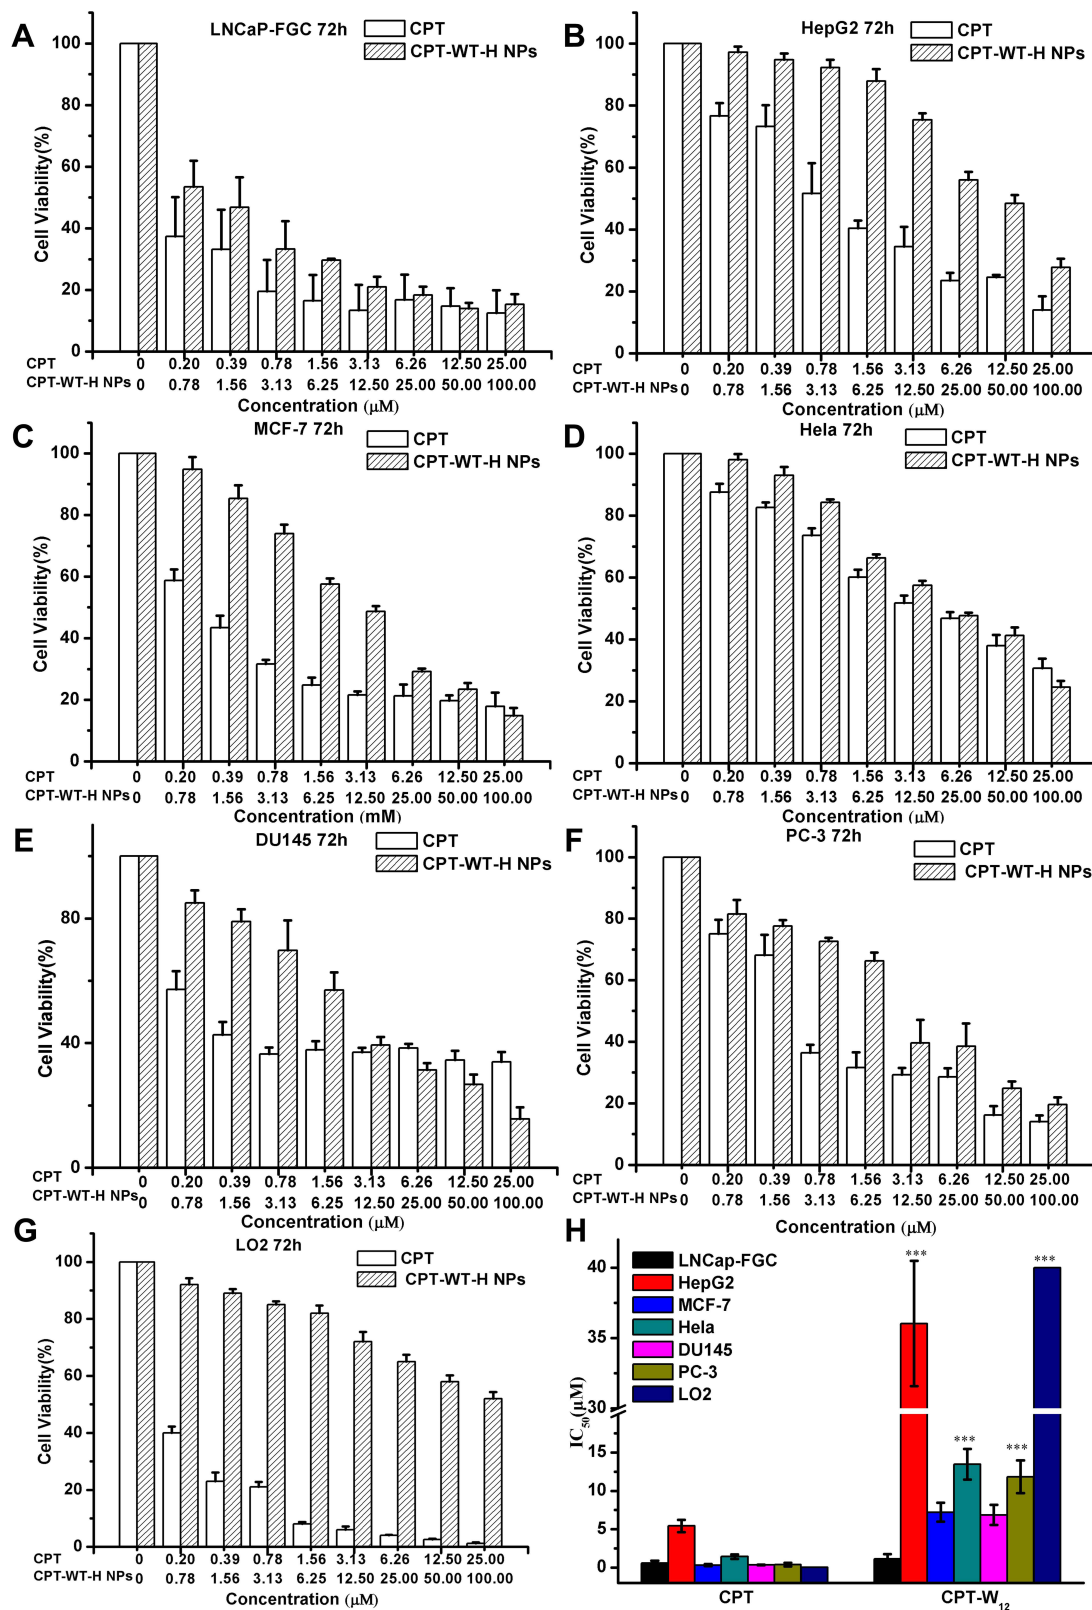 A
LNCaP-FGC 72h
CPT
CPT-WT-H NPs
Cell Viability(%)
100
80
60
40
20
0
CPT 0 0.20 0.39 0.78 1.56 3.13 6.26 12.50 25.00
CPT-WT-H NPs 0 0.78 1.56 3.13 6.25 12.50 25.00 50.00 100.00
Concentration (μM)
B
HepG2 72h
CPT
CPT-WT-H NPs
Cell Viability(%)
100
80
60
40
20
0
CPT 0 0.20 0.39 0.78 1.56 3.13 6.26 12.50 25.00
CPT-WT-H NPs 0 0.78 1.56 3.13 6.25 12.50 25.00 50.00 100.00
Concentration (μM)
C
MCF-7 72h
CPT
CPT-WT-H NPs
Cell Viability(%)
100
80
60
40
20
0
CPT 0 0.20 0.39 0.78 1.56 3.13 6.26 12.50 25.00
CPT-WT-H NPs 0 0.78 1.56 3.13 6.25 12.50 25.00 50.00 100.00
Concentration (mM)
D
Hela 72h
CPT
CPT-WT-H NPs
Cell Viability(%)
100
80
60
40
20
0
CPT 0 0.20 0.39 0.78 1.56 3.13 6.26 12.50 25.00
CPT-WT-H NPs 0 0.78 1.56 3.13 6.25 12.50 25.00 50.00 100.00
Concentration (μM)
E
DU145 72h
CPT
CPT-WT-H NPs
Cell Viability(%)
80
40
0
CPT 0 0.20 0.39 0.78 1.56 3.13 6.26 12.50 25.00
CPT-WT-H NPs 0 0.78 1.56 3.13 6.25 12.50 25.00 50.00 100.00
Concentration (μM)
F
PC-3 72h
CPT
CPT-WT-H NPs
Cell Viability(%)
100
80
60
40
20
0
CPT 0 0.20 0.39 0.78 1.56 3.13 6.26 12.50 25.00
CPT-WT-H NPs 0 0.78 1.56 3.13 6.25 12.50 25.00 50.00 100.00
Concentration (μM)
G
LO2 72h
CPT
CPT-WT-H NPs
Cell Viability(%)
100
80
60
40
20
0
CPT 0 0.20 0.39 0.78 1.56 3.13 6.26 12.50 25.00
CPT-WT-H NPs 0 0.78 1.56 3.13 6.25 12.50 25.00 50.00 100.00
Concentration (μM)
H
LNCap-FGC
HepG2
MCF-7
Hela
DU145
PC-3
LO2
*** *** *** ***
IC50(μM)
40
35
30
15
10
5
0
CPT CPT-W12